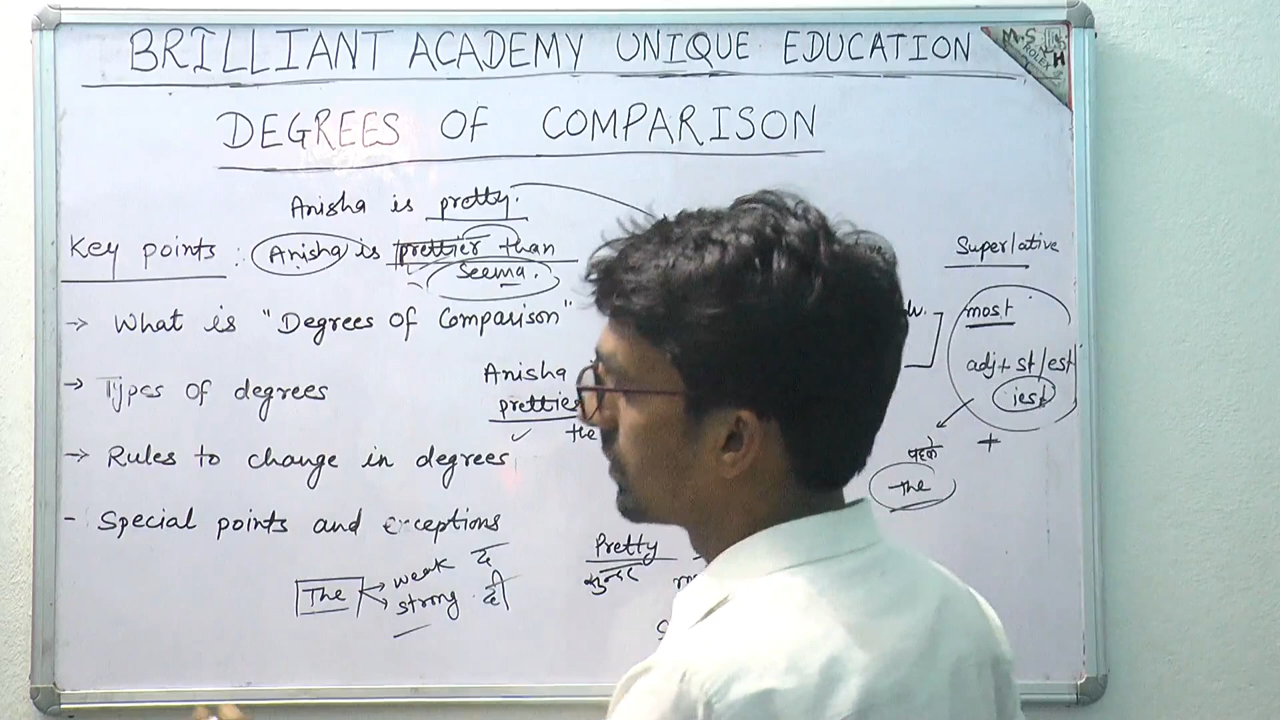 BRILLIANT ACADEMY UNIQUE EDUCATION
M.S
ROLEX
H
DEGREES OF COMPARISON
Anisha is pretty.
Key points : Anisha is prettier than
Seema.
Superlative
→ What is "Degrees of Comparison"
most
adj+ st/est
iest
→ Types of degrees
Anisha
+
पहले
the
→ Rules to change in degrees
- Special points and exceptions
The
weak द
strong दी
Pretty
सुन्दर